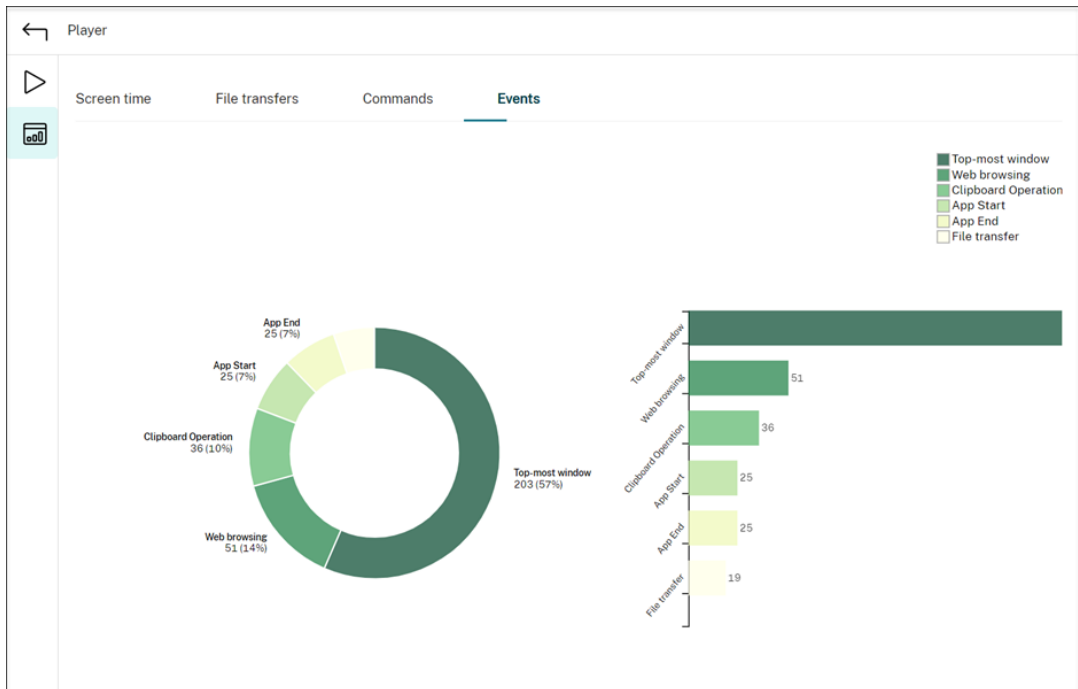 Player
Screen time
File transfers
Commands
Events
Top-most window
Web browsing
Clipboard Operation
App Start
App End
File transfer
App End
25 (7%)
App Start
25 (7%)
Clipboard Operation
36 (10%)
Web browsing
51 (14%)
Top-most window
203 (57%)
Top-most window
Web browsing
51
Clipboard Operation
36
App Start
25
App End
25
File transfer
19